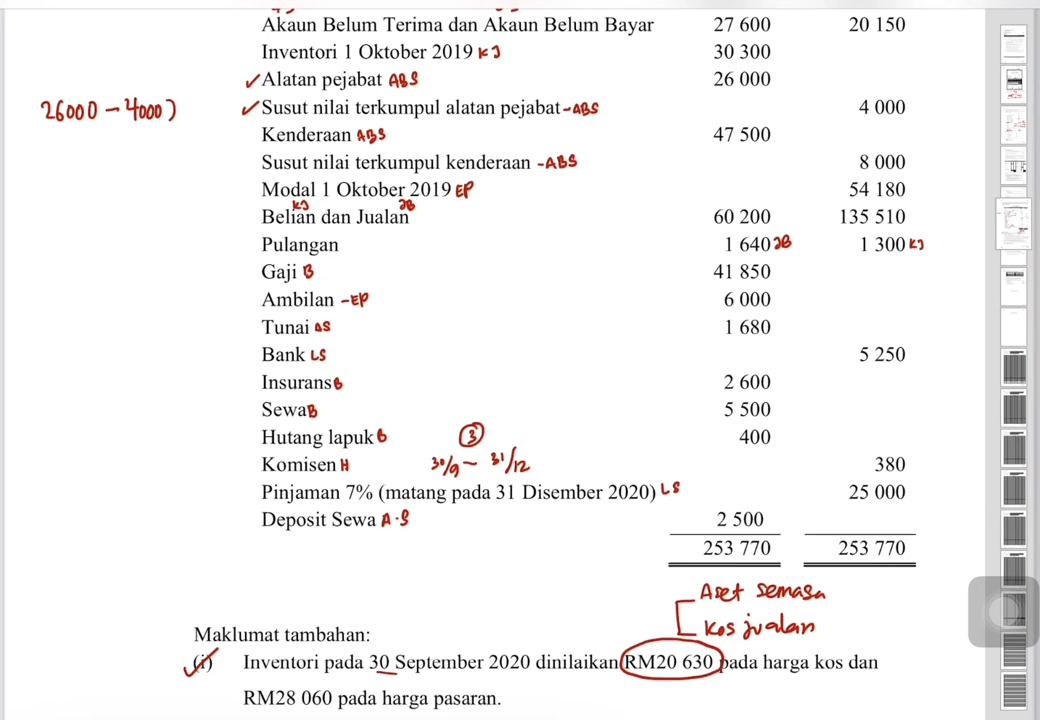 Akaun Belum Terima dan Akaun Belum Bayar 27 600 20 150
Inventori 1 Oktober 2019 KJ 30 300
✓Alatan pejabat ABS 26 000
26000 - 4000) ✓Susut nilai terkumpul alatan pejabat -ABS 4 000
Kenderaan ABS 47 500
Susut nilai terkumpul kenderaan -ABS 8 000
Modal 1 Oktober 2019 EP 54 180
KJ JB
Belian dan Jualan 60 200 135 510
Pulangan 1 640 JB 1 300 KJ
Gaji B 41 850
Ambilan -EP 6 000
Tunai AS 1 680
Bank LS 5 250
Insurans B 2 600
Sewa B 5 500
Hutang lapuk B 3 400
Komisen H 30/9 - 31/12 380
Pinjaman 7% (matang pada 31 Disember 2020) LS 25 000
Deposit Sewa A.S 2 500
253 770 253 770
Aset semasa
Kos jualan
Maklumat tambahan:
(i) Inventori pada 30 September 2020 dinilaikan RM20 630 pada harga kos dan
RM28 060 pada harga pasaran.